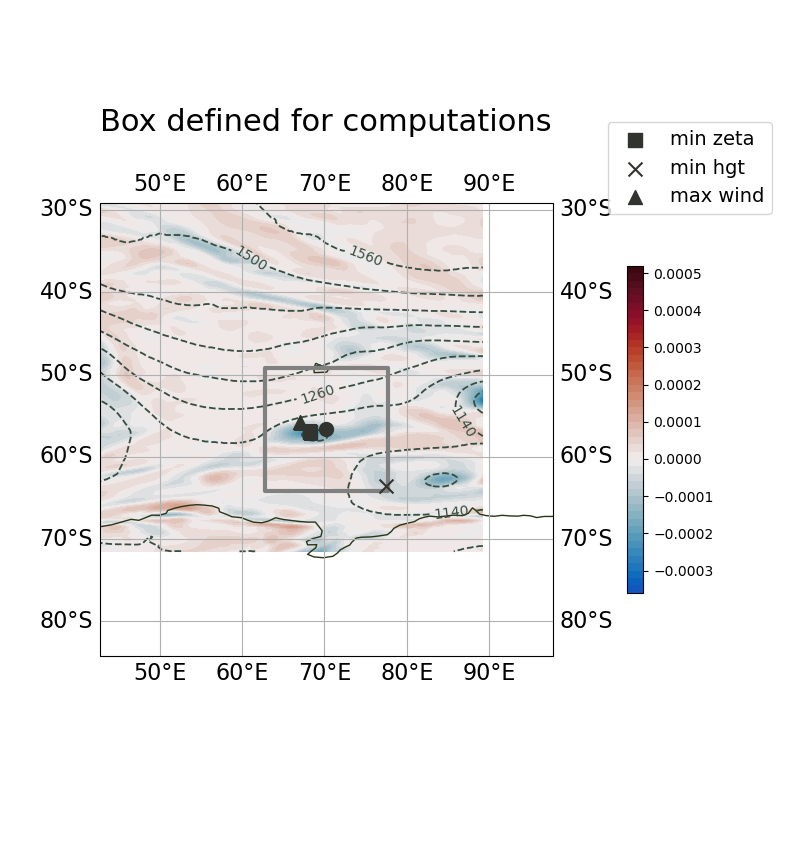 Box defined for computations
min zeta
min hgt
max wind
50°E 60°E 70°E 80°E 90°E
30°S 30°S
1500 1560
40°S 40°S
50°S 50°S
1260
1140
60°S 60°S
1140
70°S 70°S
80°S 80°S
50°E 60°E 70°E 80°E 90°E
0.0005
0.0004
0.0003
0.0002
0.0001
0.0000
−0.0001
−0.0002
−0.0003